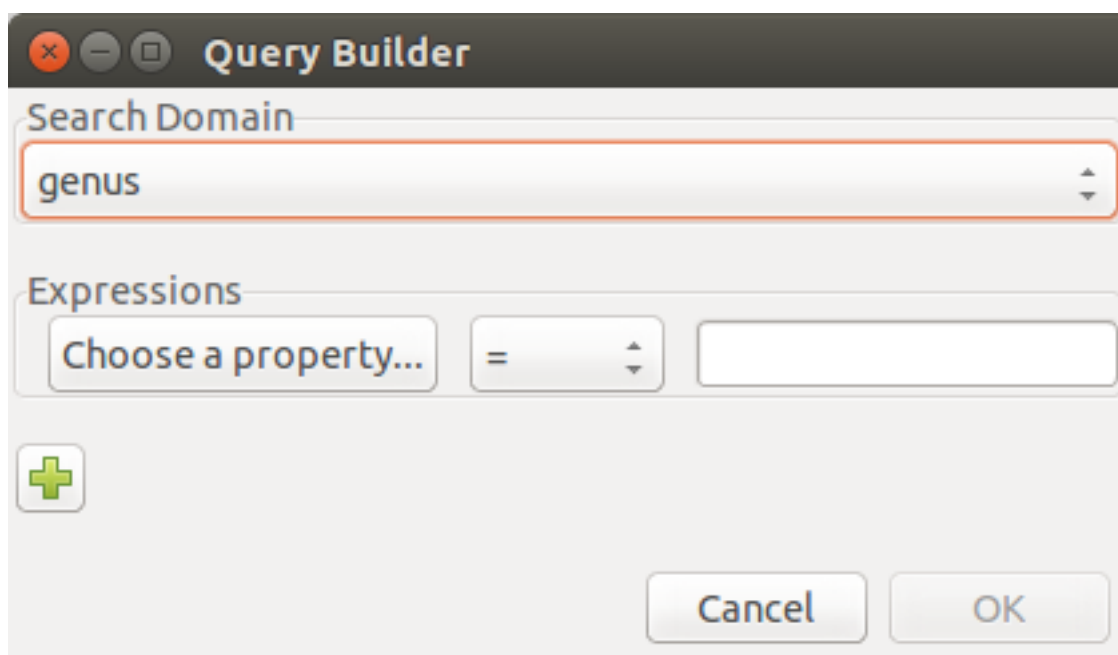 Query Builder
Search Domain
genus
Expressions
Choose a property... =
Cancel OK